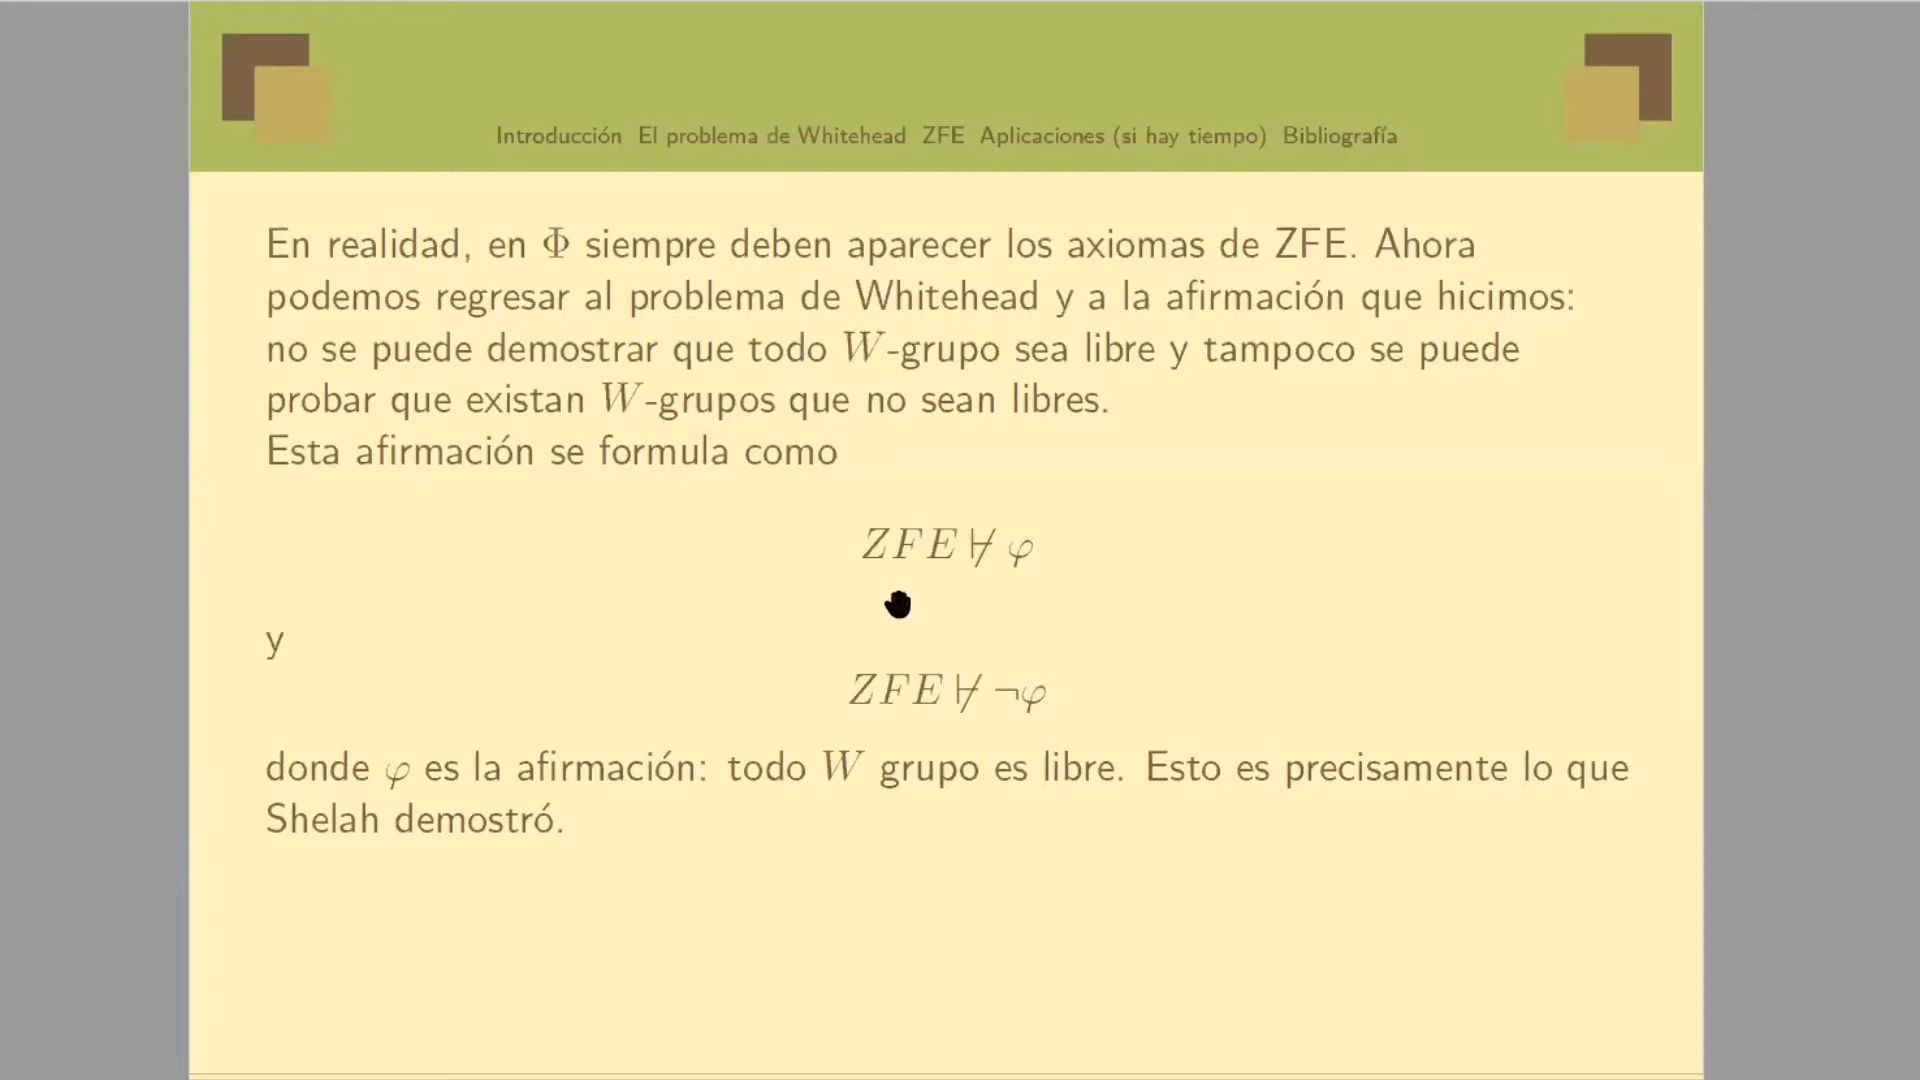 Introducción El problema de Whitehead ZFE Aplicaciones (si hay tiempo) Bibliografía
En realidad, en Φ siempre deben aparecer los axiomas de ZFE. Ahora
podemos regresar al problema de Whitehead y a la afirmación que hicimos:
no se puede demostrar que todo W-grupo sea libre y tampoco se puede
probar que existan W-grupos que no sean libres.
Esta afirmación se formula como
ZFE ⊬ φ
y
ZFE ⊬ ¬φ
donde φ es la afirmación: todo W grupo es libre. Esto es precisamente lo que
Shelah demostró.